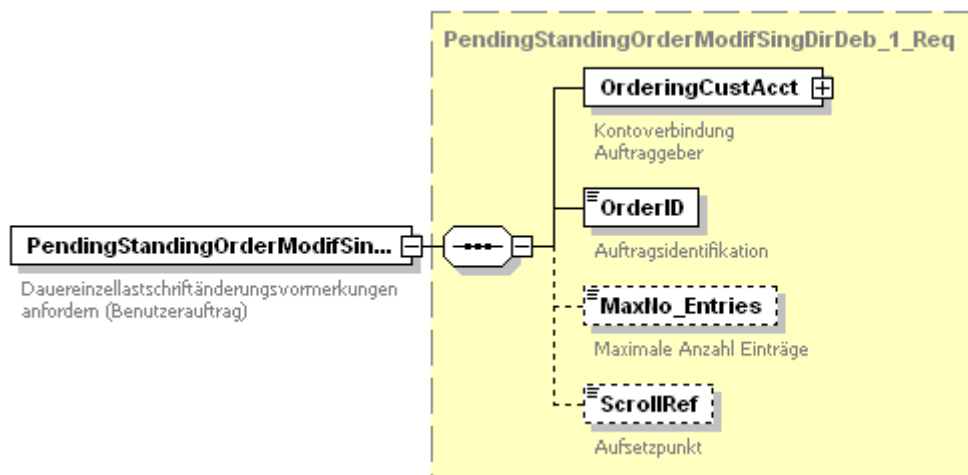 PendingStandingOrderModifSingDirDeb_1_Req
OrderingCustAcct
Kontoverbindung
Auftraggeber
OrderID
Auftragsidentifikation
PendingStandingOrderModifSin...
Dauereinzellastschriftänderungsvormerkungen
anfordern (Benutzerauftrag)
MaxNo_Entries
Maximale Anzahl Einträge
ScrollRef
Aufsetzpunkt